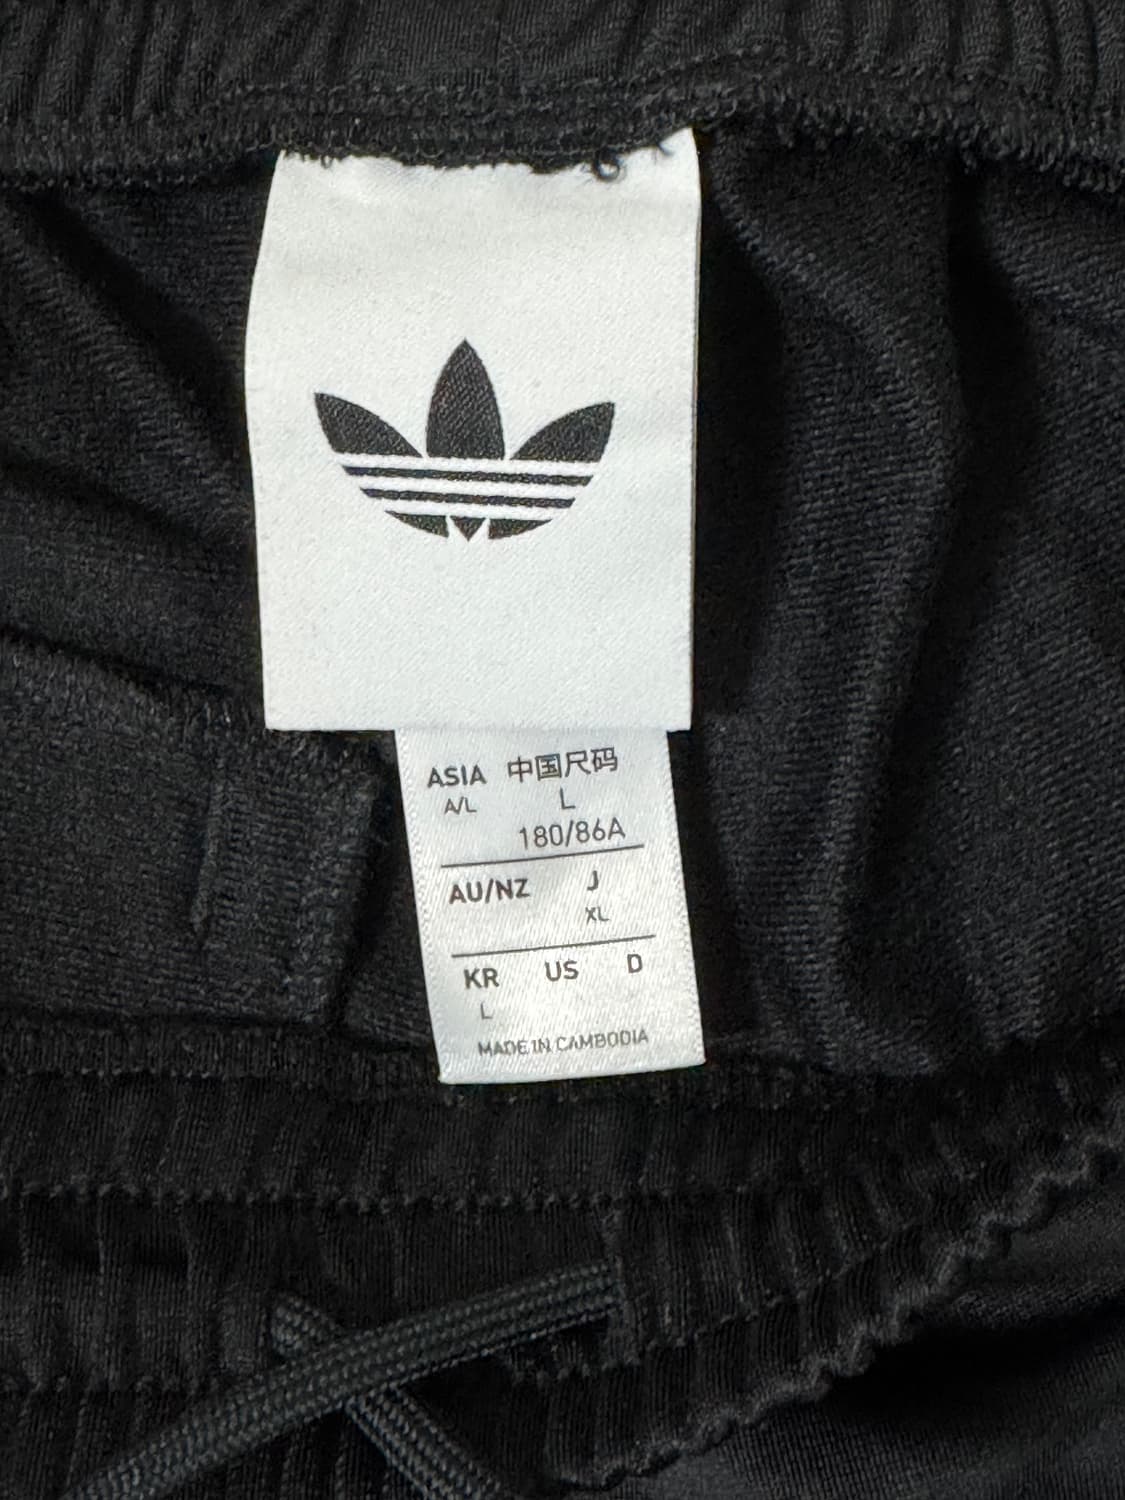 ASIA 中国尺码
A/L L
180/86A
AU/NZ J
XL
KR US D
L
MADE IN CAMBODIA